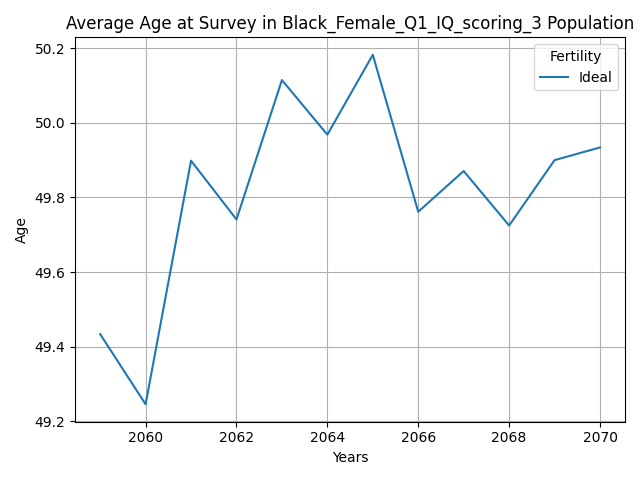 Average Age at Survey in Black_Female_Q1_IQ_scoring_3 Population
Fertility
Ideal
50.2
50.0
49.8
49.6
49.4
49.2
Age
2060 2062 2064 2066 2068 2070
Years